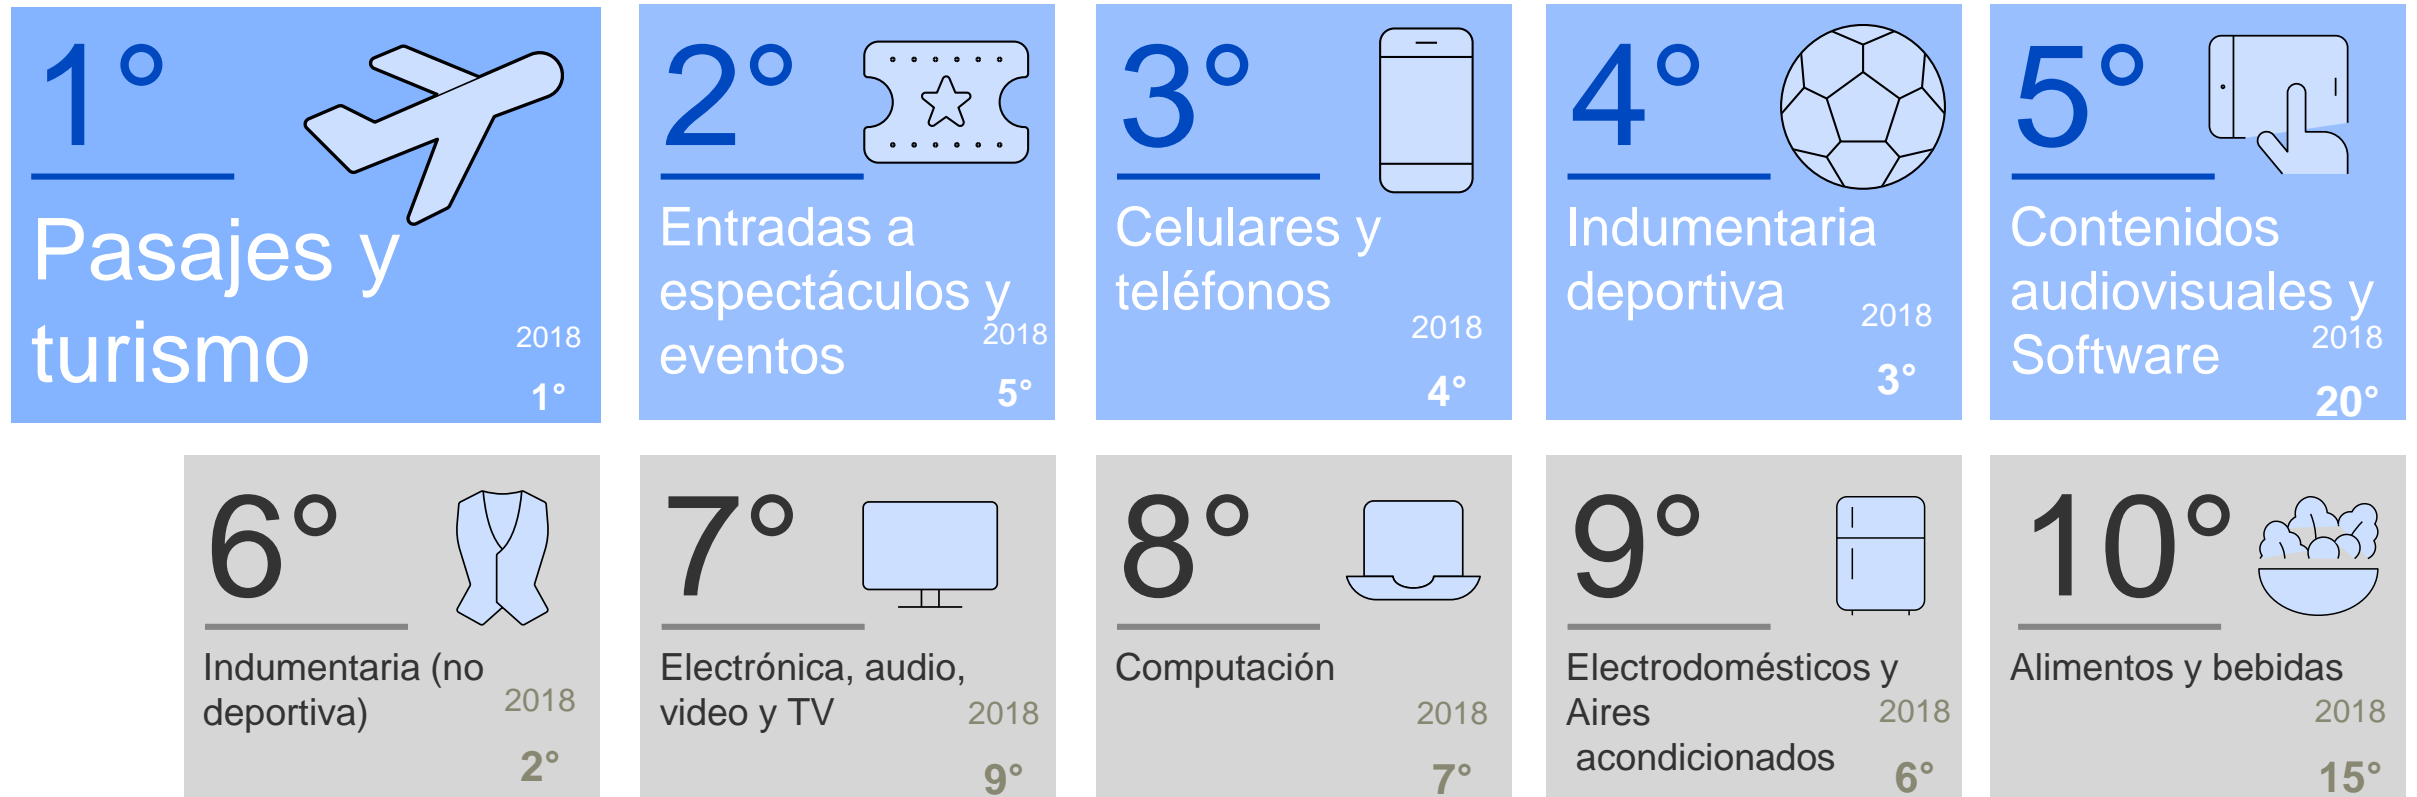 1°
Pasajes y
turismo
2018
1°
2°
Entradas a
espectáculos y
eventos
2018
5°
3°
Celulares y
teléfonos
2018
4°
4°
Indumentaria
deportiva
2018
3°
5°
Contenidos
audiovisuales y
Software
2018
20°
6°
Indumentaria (no
deportiva)
2018
2°
7°
Electrónica, audio,
video y TV
2018
9°
8°
Computación
2018
7°
9°
Electrodomésticos y
Aires
acondicionados
2018
6°
10°
Alimentos y bebidas
2018
15°